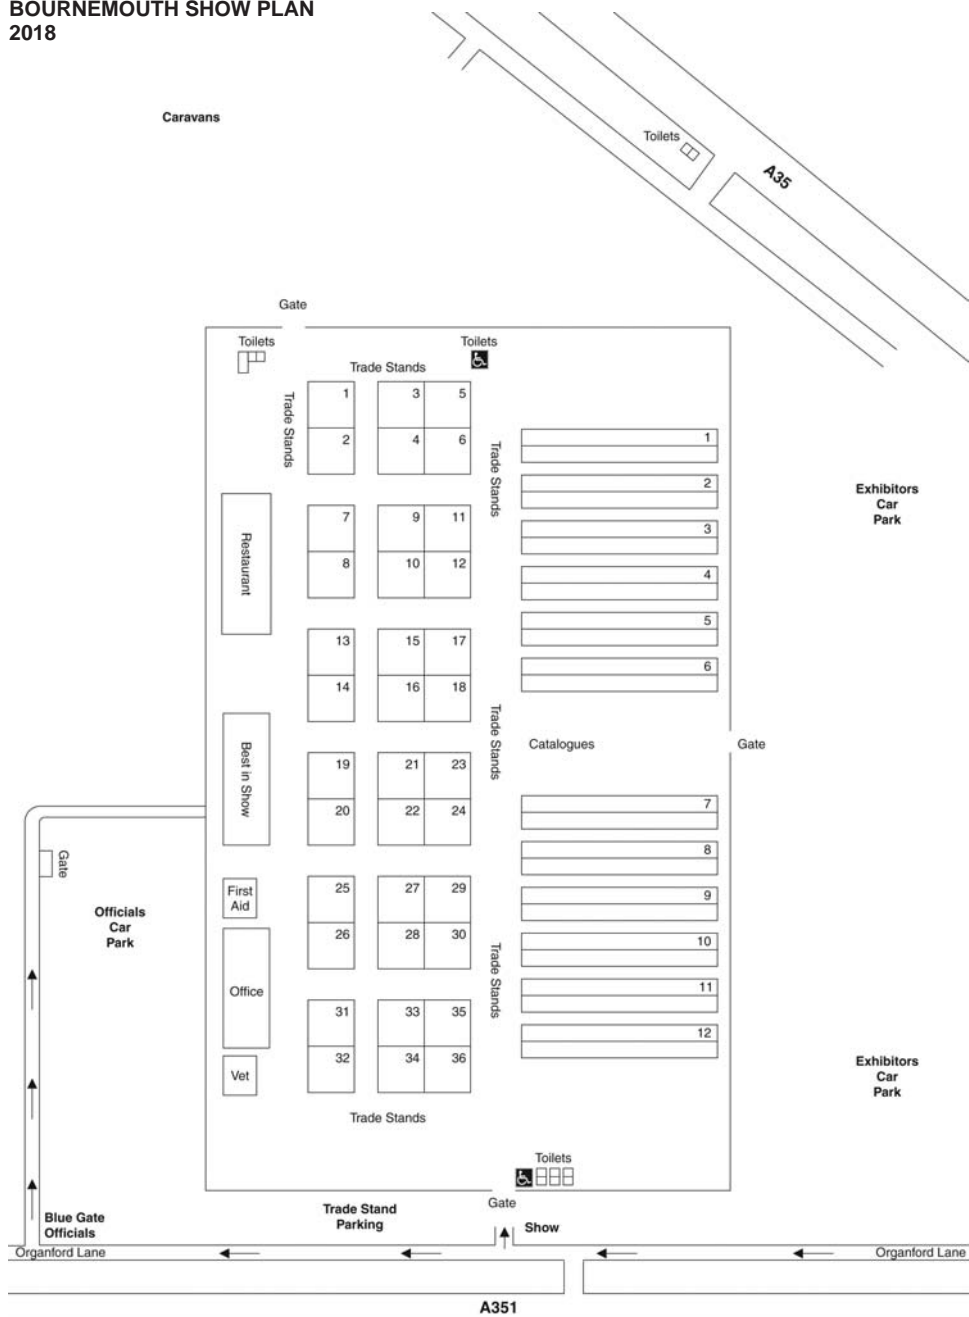 BOURNEMOUTH SHOW PLAN
2018
Caravans
Toilets
A35
Gate
Toilets
Toilets
Trade Stands
Trade Stands
1
3
5
2
4
6
Trade Stands
1
2
3
4
5
6
Exhibitors
Car
Park
Restaurant
7
9
11
8
10
12
13
15
17
14
16
18
Trade Stands
Catalogues
Gate
Best in Show
19
21
23
20
22
24
7
8
9
10
11
12
Gate
Officials
Car
Park
First
Aid
25
27
29
26
28
30
Trade Stands
Office
31
33
35
32
34
36
Vet
Exhibitors
Car
Park
Trade Stands
Toilets
Gate
Trade Stand
Parking
Show
Blue Gate
Officials
Organford Lane
Organford Lane
A351